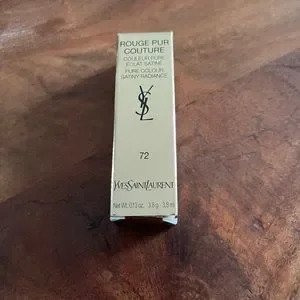 ROUGE PUR
COUTURE
COULEUR PURE
ÉCLAT SATINÉ
PURE COLOUR
SATINY RADIANCE
YSL
72
YVESSAINTLAURENT
Net Wt. 0.13 oz. 3.8 g 3.8 ml